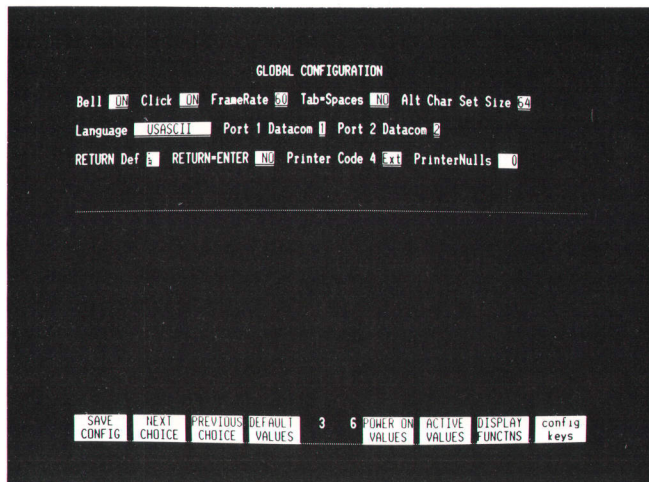 GLOBAL CONFIGURATION
Bell ON Click ON FrameRate 60 Tab=Spaces NO Alt Char Set Size 64
Language USASCII Port 1 Datacom 1 Port 2 Datacom 2
RETURN Def RETURN=ENTER NO Printer Code 4 Ext PrinterNulls 0
SAVE NEXT PREVIOUS DEFAULT 3 6 POWER ON ACTIVE DISPLAY config
CONFIG CHOICE CHOICE VALUES VALUES VALUES FUNCTNS keys